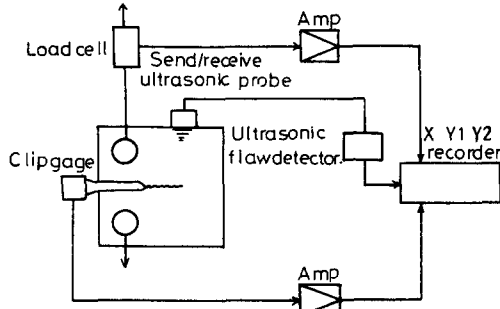 Amp
Load cell
Send/receive
ultrasonic probe
Ultrasonic
flawdetector.
X Y1 Y2
recorder
Clipgage
Amp